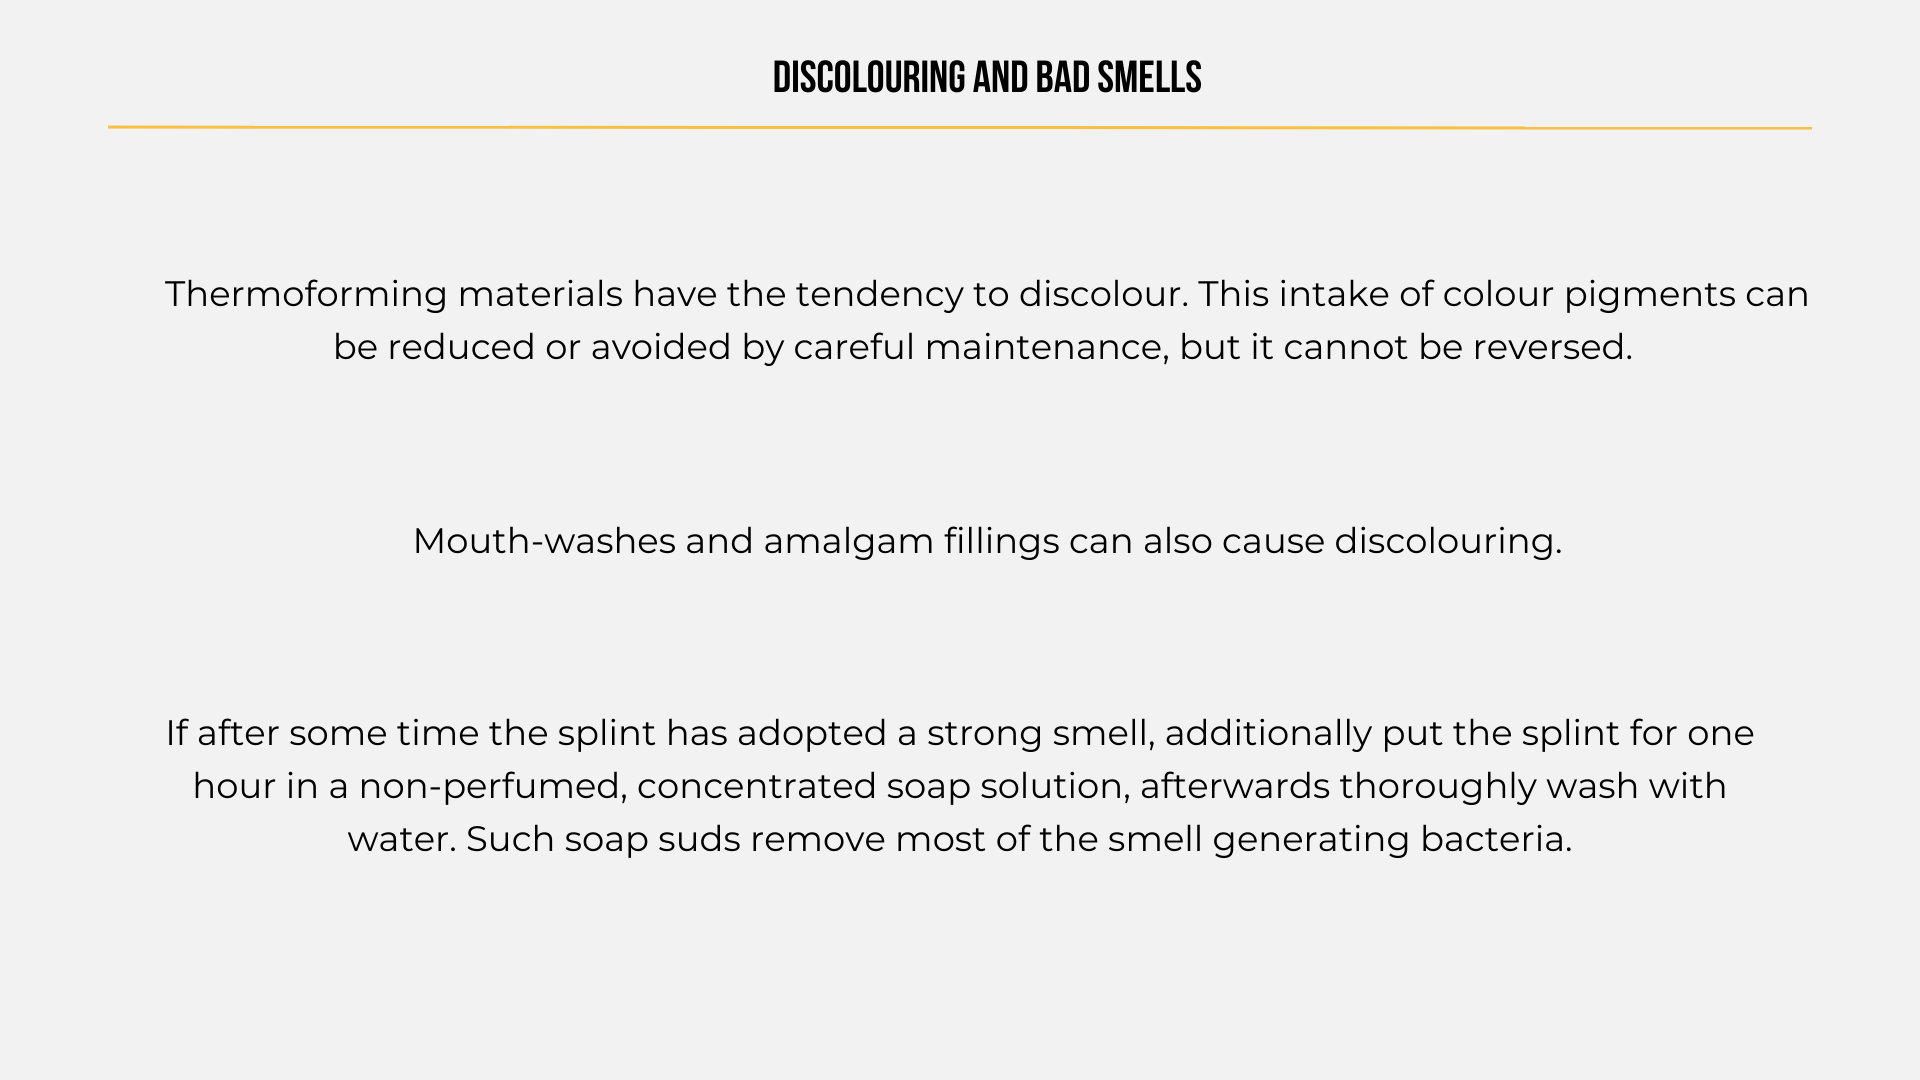 DISCOLOURING AND BAD SMELLS
Thermoforming materials have the tendency to discolour. This intake of colour pigments can
be reduced or avoided by careful maintenance, but it cannot be reversed.
Mouth-washes and amalgam fillings can also cause discolouring.
If after some time the splint has adopted a strong smell, additionally put the splint for one
hour in a non-perfumed, concentrated soap solution, afterwards thoroughly wash with
water. Such soap suds remove most of the smell generating bacteria.